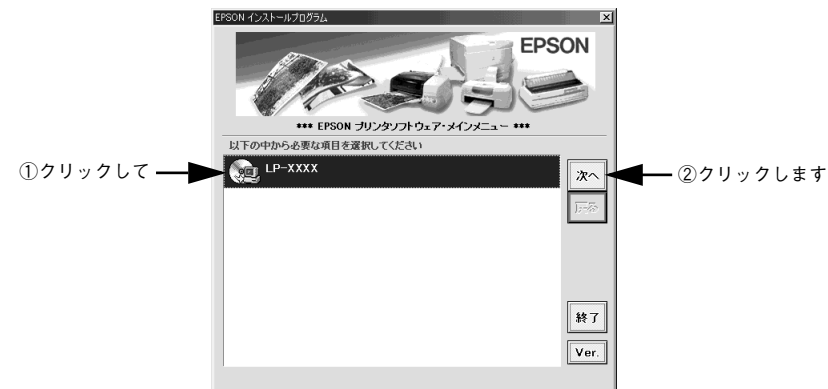 EPSON インストールプログラム
EPSON
*** EPSON プリンタソフトウェア・メインメニュー ***
以下の中から必要な項目を選択してください
①クリックして
LP-XXXX
次へ
②クリックします
戻る
終了
Ver.